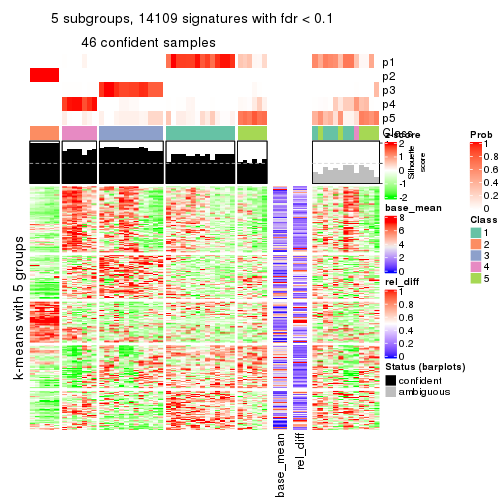 5 subgroups, 14109 signatures with fdr < 0.1
46 confident samples
p1
p2
p3
p4
p5
Class
z-score
2
1
0
-1
-2
Silhouette
score
base_mean
8
6
4
2
0
rel_diff
1
0.8
0.6
0.4
0.2
0
Status (barplots)
confident
ambiguous
Prob
1
0.8
0.6
0.4
0.2
0
Class
1
2
3
4
5
k-means with 5 groups
base_mean
rel_diff